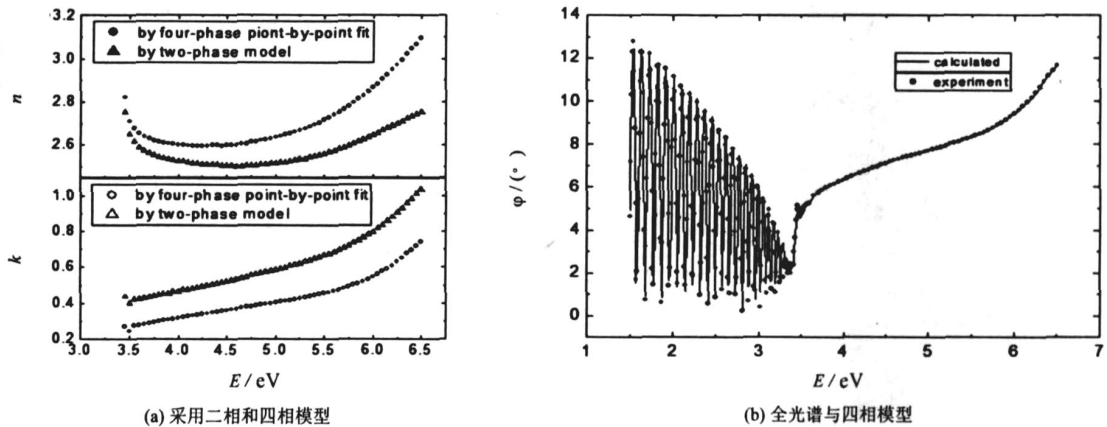 n
3.4
3.0
2.6
by four-phase piont-by-point fit
by two-phase model
k
1.0
0.8
0.6
0.4
0.2
by four-phase point-by-point fit
by two-phase model
3.0 3.5 4.0 4.5 5.0 5.5 6.0 6.5
E / eV
(a) 采用二相和四相模型
φ/(°)
14
12
10
8
6
4
2
0
calculated
experiment
1 2 3 4 5 6 7
E / eV
(b) 全光谱与四相模型